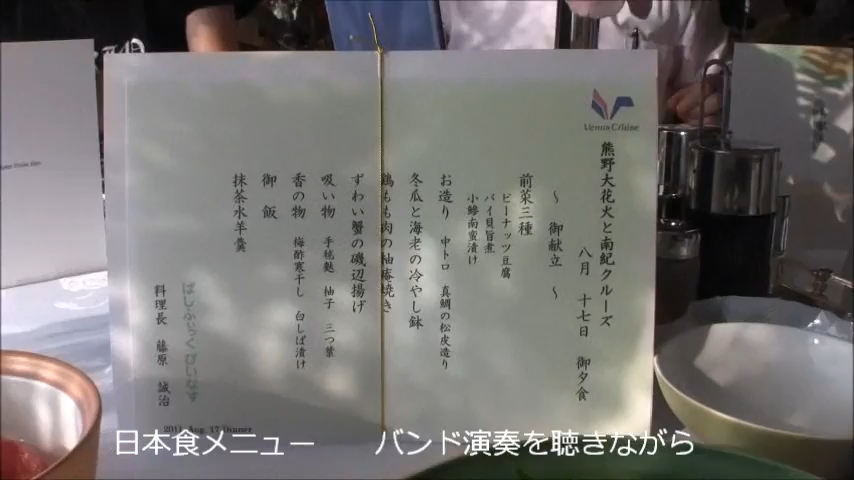 Venus Cruise
熊野大花火と南紀クルーズ
八月 十七日 御夕食
～ 御献立 ～
前菜三種
ピーナッツ豆腐
バイ貝旨煮
小鯵南蛮漬け
お造り 中トロ 真鯛の松皮造り
冬瓜と海老の冷やし鉢
鶏もも肉の柚庵焼き
ずわい蟹の磯辺揚げ
吸い物 手毬麩 柚子 三つ葉
香の物 梅酢寒干し 白しば漬け
御飯
抹茶水羊羹
ぱしふぃっく びいなす
料理長 藤原 誠治
2011 Aug. 17 Dinner
日本食メニュー バンド演奏を聴きながら